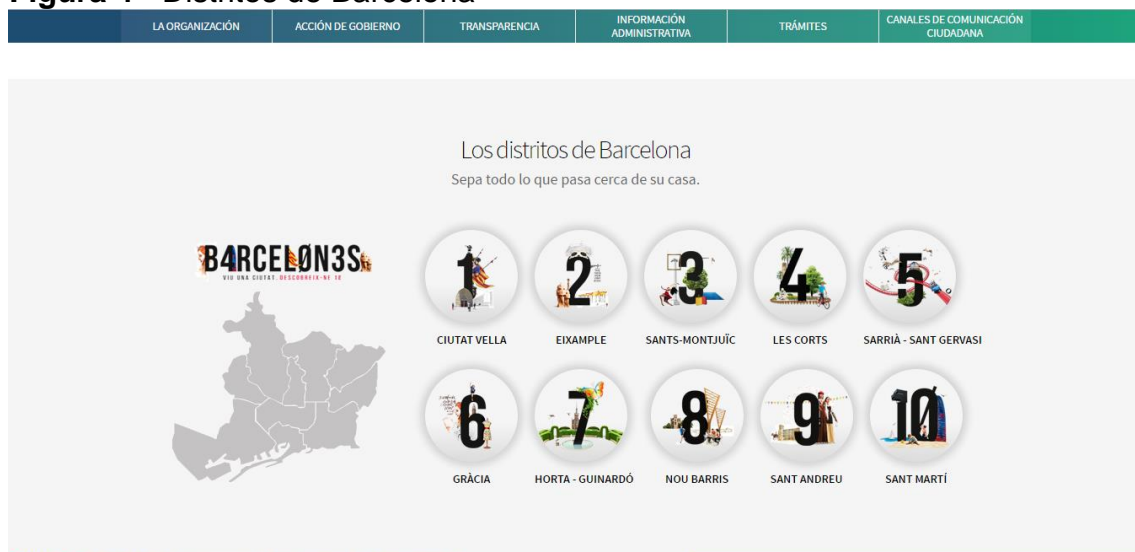 Figura 4 - Distritos de Barcelona
LA ORGANIZACIÓN
ACCIÓN DE GOBIERNO
TRANSPARENCIA
INFORMACIÓN
ADMINISTRATIVA
TRÁMITES
CANALES DE COMUNICACIÓN
CIUDADANA
Los distritos de Barcelona
Sepa todo lo que pasa cerca de su casa.
B4RCELØN3S
VIU UNA CIUTAT. DESCOBREIX-NE 10
1
2
3
4
5
CIUTAT VELLA
EIXAMPLE
SANTS-MONTJUÏC
LES CORTS
SARRIÀ - SANT GERVASI
6
7
8
9
10
GRÀCIA
HORTA - GUINARDÓ
NOU BARRIS
SANT ANDREU
SANT MARTÍ